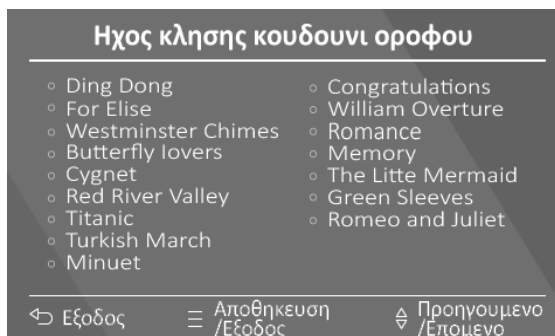 Ηχος κλησης κουδουνι οροφου
Ding Dong
For Elise
Westminster Chimes
Butterfly lovers
Cygnet
Red River Valley
Titanic
Turkish March
Minuet
Congratulations
William Overture
Romance
Memory
The Litte Mermaid
Green Sleeves
Romeo and Juliet
Εξοδος
Αποθηκευση
/Εξοδος
Προηγουμενο
/Επομενο